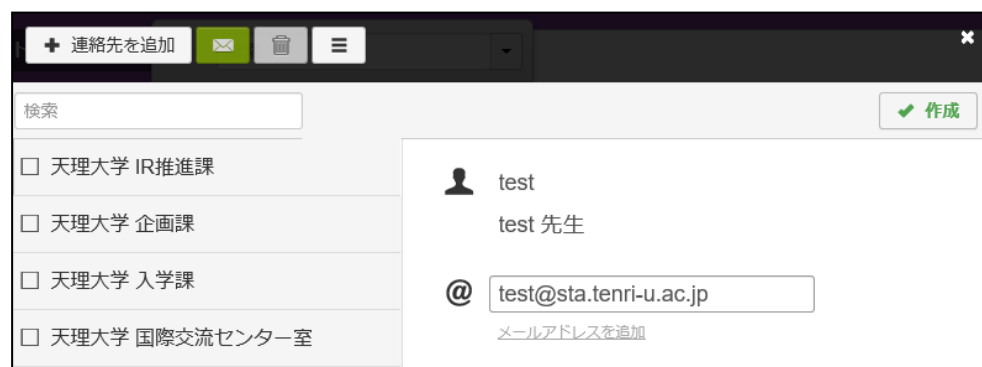 連絡先を追加
検索
作成
天理大学 IR推進課
天理大学 企画課
天理大学 入学課
天理大学 国際交流センター室
test
test 先生
@ test@sta.tenri-u.ac.jp
メールアドレスを追加